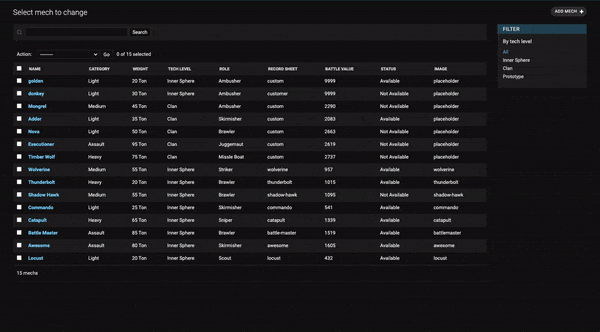 Select mech to change
ADD MECH +
Search
Action: -------- Go 0 of 15 selected
NAME CATEGORY WEIGHT TECH LEVEL ROLE RECORD SHEET BATTLE VALUE STATUS IMAGE
golden Light 20 Ton Inner Sphere Ambusher custom 9999 Available placeholder
donkey Light 30 Ton Inner Sphere Ambusher customer 9999 Not Available placeholder
Mongrel Medium 45 Ton Clan Ambusher custom 2290 Not Available placeholder
Adder Light 35 Ton Clan Skirmisher custom 2083 Available placeholder
Nova Light 50 Ton Clan Brawler custom 2663 Not Available placeholder
Executioner Assault 95 Ton Clan Juggernaut custom 2619 Not Available placeholder
Timber Wolf Heavy 75 Ton Clan Missle Boat custom 2737 Not Available placeholder
Wolverine Medium 55 Ton Inner Sphere Striker wolverine 957 Available wolverine
Thunderbolt Heavy 20 Ton Inner Sphere Brawler thunderbolt 1015 Available thunderbolt
Shadow Hawk Medium 55 Ton Inner Sphere Brawler shadow-hawk 1095 Not Available shadow-hawk
Commando Light 25 Ton Inner Sphere Skirmisher commando 541 Available commando
Catapult Heavy 65 Ton Inner Sphere Sniper catapult 1339 Available catapult
Battle Master Assault 85 Ton Inner Sphere Brawler battle-master 1519 Available battlemaster
Awesome Assault 80 Ton Inner Sphere Skirmisher awesome 1605 Available awesome
Locust Light 20 Ton Inner Sphere Scout locust 432 Available locust
15 mechs
FILTER
By tech level
All
Inner Sphere
Clan
Prototype